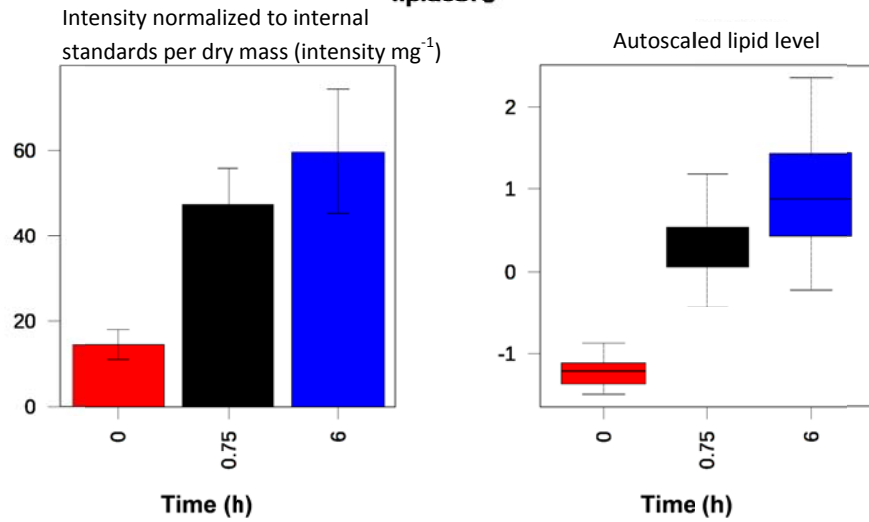 Intensity normalized to internal
standards per dry mass (intensity mg⁻¹)
60
40
20
0
0
0.75
6
Time (h)
Autoscaled lipid level
2
1
0
-1
0
0.75
6
Time (h)